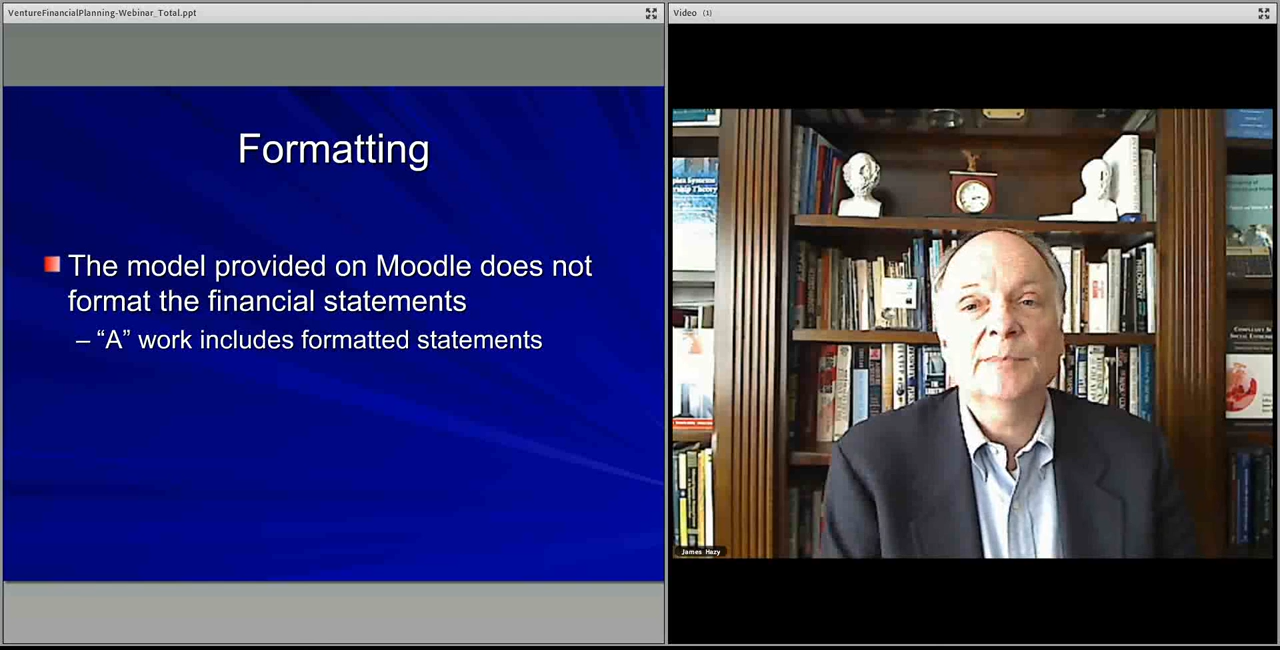 VentureFinancialPlanning-Webinar_Total.ppt
Video (1)
Formatting
The model provided on Moodle does not
format the financial statements
– “A” work includes formatted statements
James Hazy